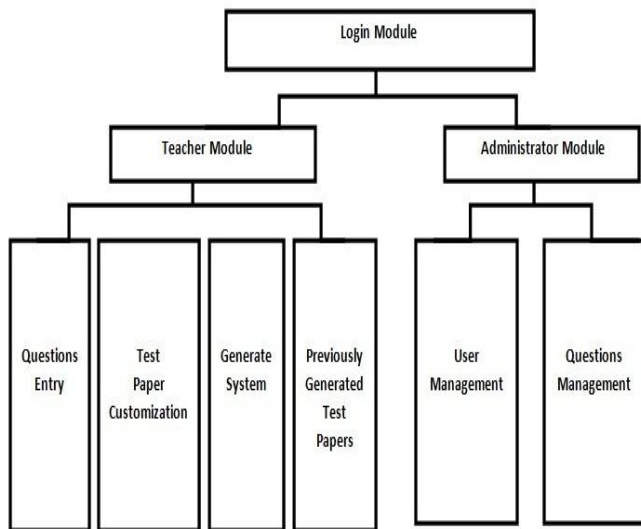 Login Module
Teacher Module
Administrator Module
Questions
Entry
Test
Paper
Customization
Generate
System
Previously
Generated
Test
Papers
User
Management
Questions
Management